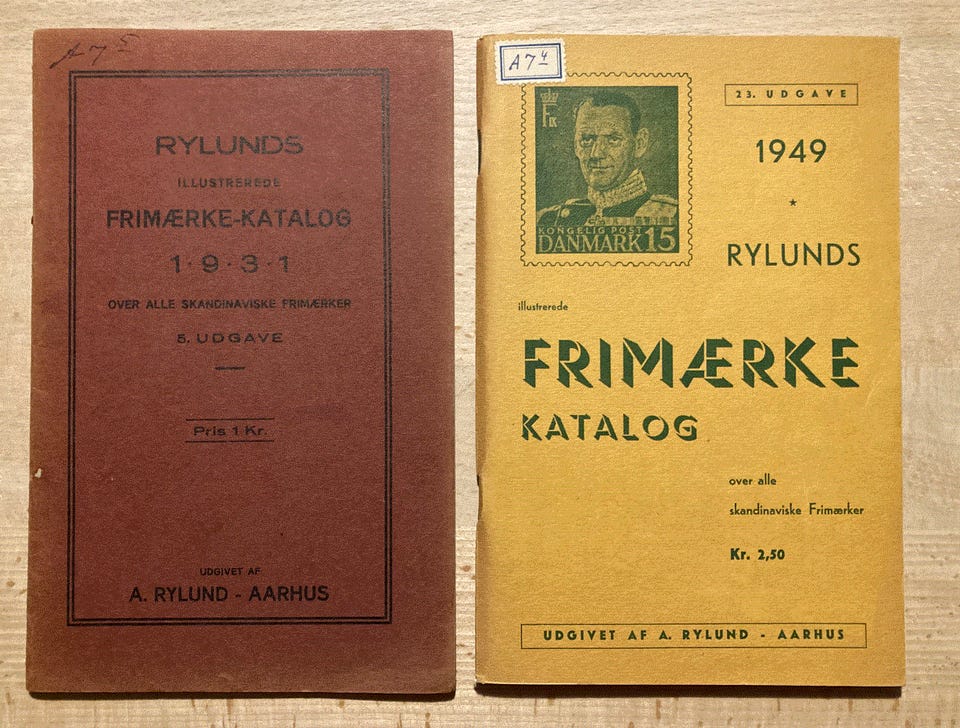 A 7 5
RYLUNDS
ILLUSTREREDE
FRIMÆRKE-KATALOG
1·9·3·1
OVER ALLE SKANDINAVISKE FRIMÆRKER
5. UDGAVE
Pris 1 Kr.
UDGIVET AF
A. RYLUND - AARHUS
A74
KONGELIG POST
DANMARK 15
23. UDGAVE
1949
RYLUNDS
illustrerede
FRIMÆRKE
KATALOG
over alle
skandinaviske Frimærker
Kr. 2,50
UDGIVET AF A. RYLUND - AARHUS